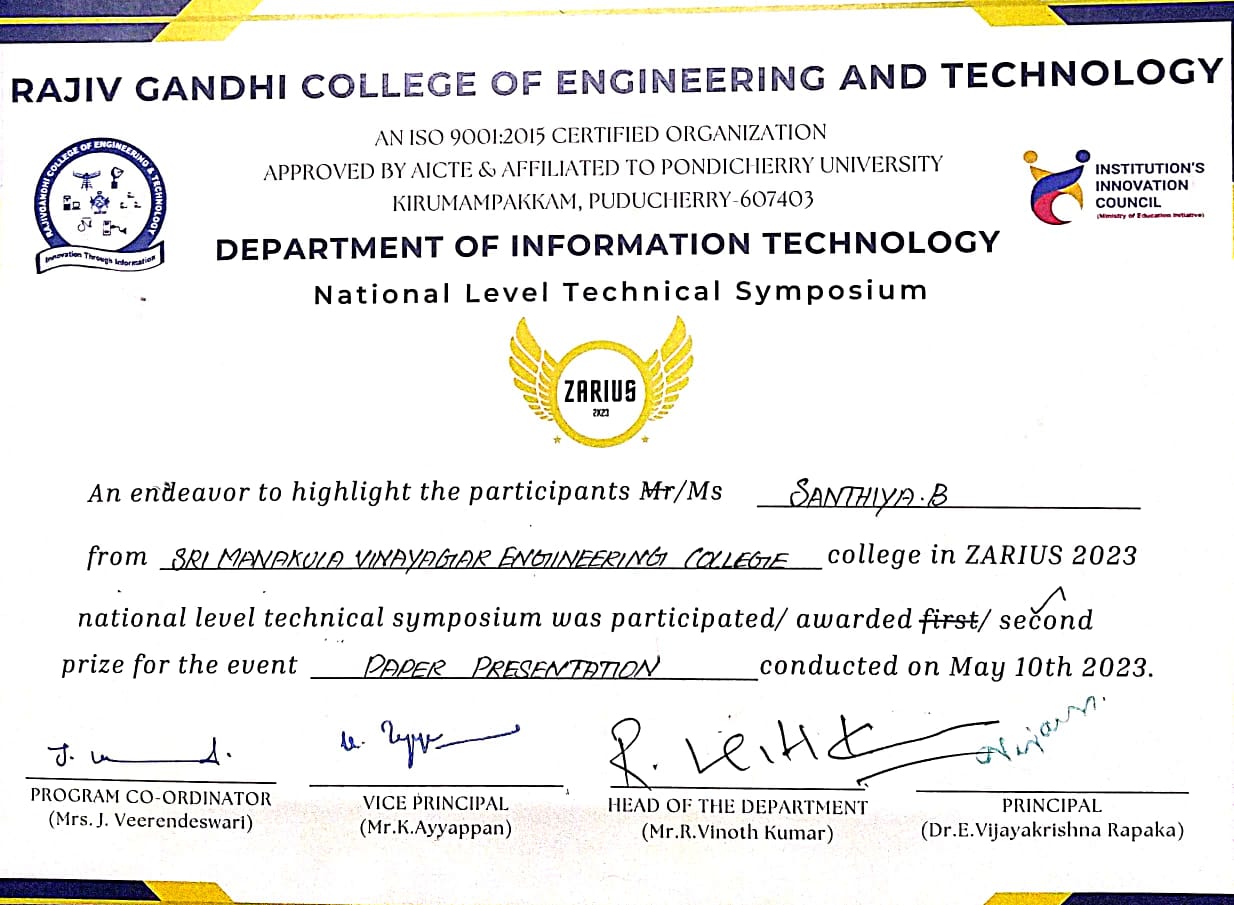 RAJIV GANDHI COLLEGE OF ENGINEERING AND TECHNOLOGY
AN ISO 9001:2015 CERTIFIED ORGANIZATION
APPROVED BY AICTE & AFFILIATED TO PONDICHERRY UNIVERSITY
KIRUMAMPAKKAM, PUDUCHERRY-607403
RAJIVGANDHI COLLEGE OF ENGINEERING & TECHNOLOGY
Innovation Through Information
INSTITUTION'S
INNOVATION
COUNCIL
(Ministry of Education Initiative)
DEPARTMENT OF INFORMATION TECHNOLOGY
National Level Technical Symposium
ZARIUS
2K23
An endeavor to highlight the participants Mr/Ms SANTHIYA.B
from SRI MANAKULA VINAYAGAR ENGINEERING COLLEGE college in ZARIUS 2023
national level technical symposium was participated/ awarded first/ second
prize for the event PAPER PRESENTATION conducted on May 10th 2023.
PROGRAM CO-ORDINATOR
(Mrs. J. Veerendeswari)
VICE PRINCIPAL
(Mr.K.Ayyappan)
HEAD OF THE DEPARTMENT
(Mr.R.Vinoth Kumar)
PRINCIPAL
(Dr.E.Vijayakrishna Rapaka)